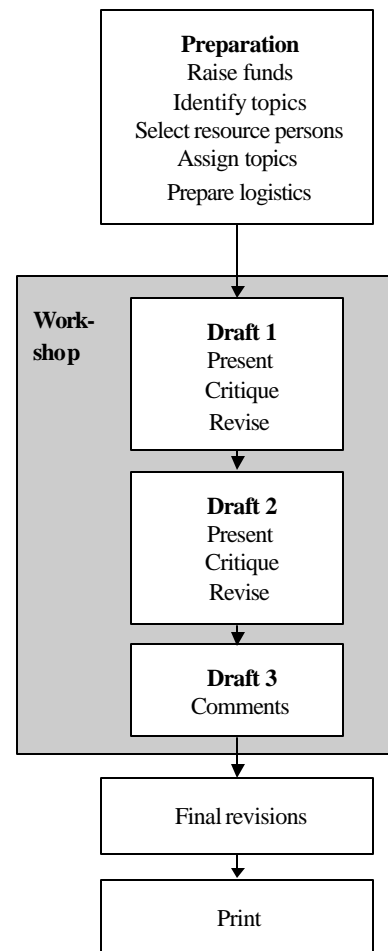 Preparation
Raise funds
Identify topics
Select resource persons
Assign topics
Prepare logistics
Work-
shop
Draft 1
Present
Critique
Revise
Draft 2
Present
Critique
Revise
Draft 3
Comments
Final revisions
Print